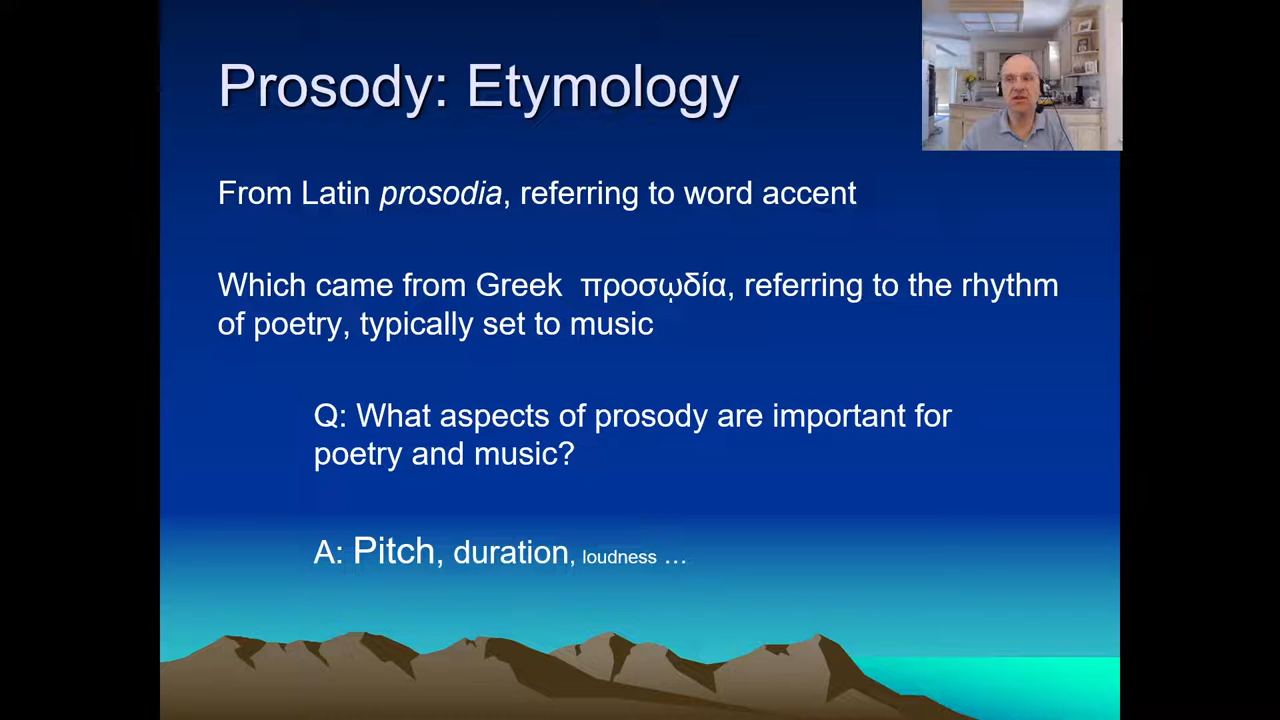 Prosody: Etymology
From Latin prosodia, referring to word accent
Which came from Greek προσῳδία, referring to the rhythm
of poetry, typically set to music
Q: What aspects of prosody are important for
poetry and music?
A: Pitch, duration, loudness …